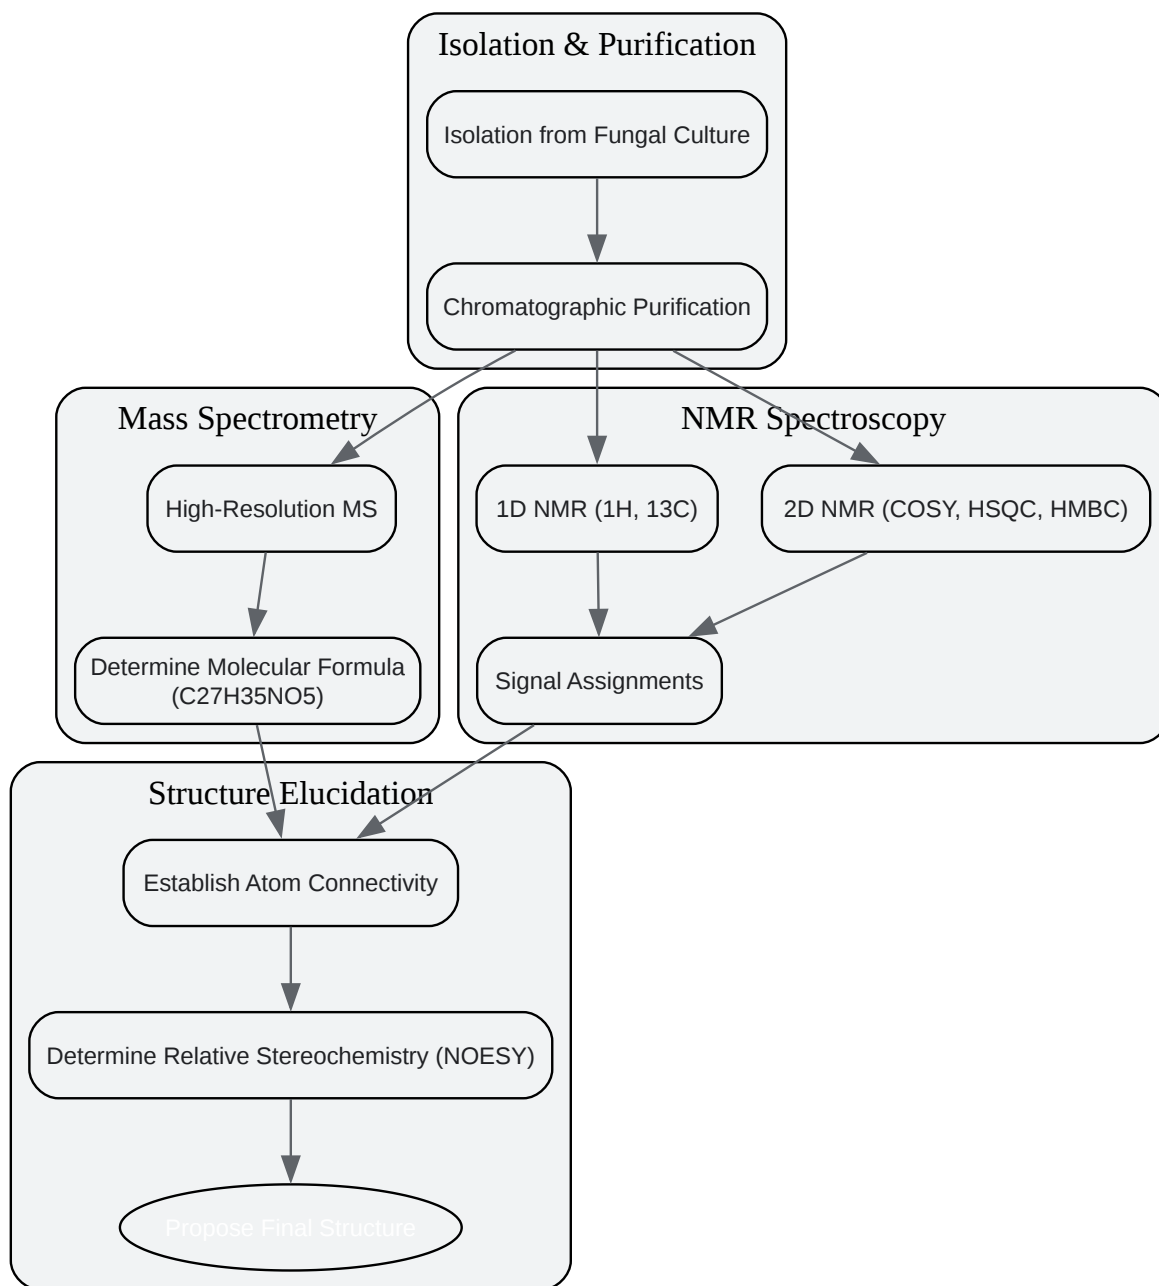 Isolation & Purification
Isolation from Fungal Culture
Chromatographic Purification
Mass Spectrometry
High-Resolution MS
Determine Molecular Formula
(C27H35NO5)
NMR Spectroscopy
1D NMR (1H, 13C)
2D NMR (COSY, HSQC, HMBC)
Signal Assignments
Structure Elucidation
Establish Atom Connectivity
Determine Relative Stereochemistry (NOESY)
Propose Final Structure